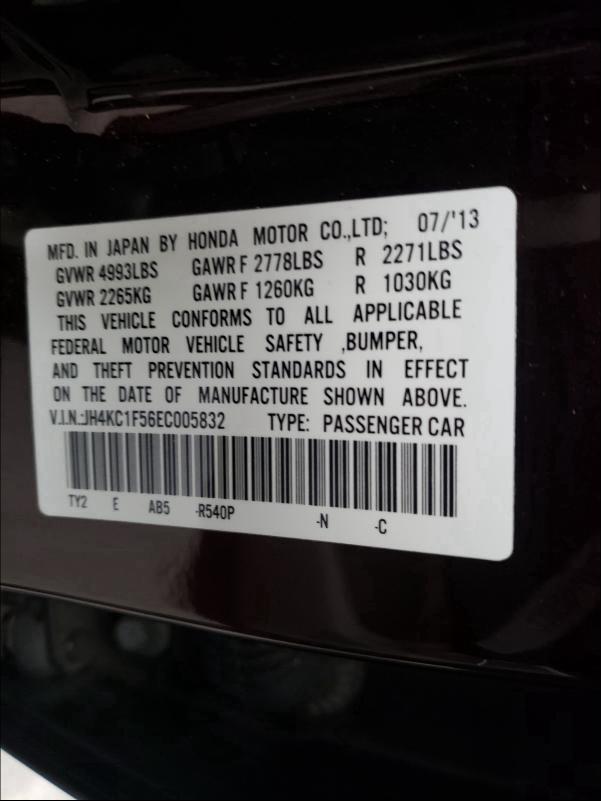 MFD. IN JAPAN BY HONDA MOTOR CO.,LTD; 07/'13
GVWR 4993LBS GAWR F 2778LBS R 2271LBS
GVWR 2265KG GAWR F 1260KG R 1030KG
THIS VEHICLE CONFORMS TO ALL APPLICABLE
FEDERAL MOTOR VEHICLE SAFETY ,BUMPER,
AND THEFT PREVENTION STANDARDS IN EFFECT
ON THE DATE OF MANUFACTURE SHOWN ABOVE.
V.I.N.:JH4KC1F56EC005832 TYPE: PASSENGER CAR
TY2 E AB5 -R540P -N -C